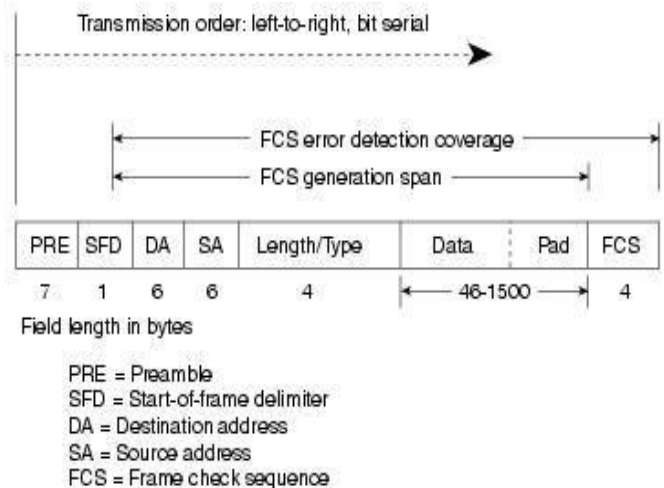 Transmission order: left-to-right, bit serial
FCS error detection coverage
FCS generation span
PRE SFD DA SA Length/Type Data Pad FCS
7 1 6 6 4 46-1500 4
Field length in bytes
PRE = Preamble
SFD = Start-of-frame delimiter
DA = Destination address
SA = Source address
FCS = Frame check sequence